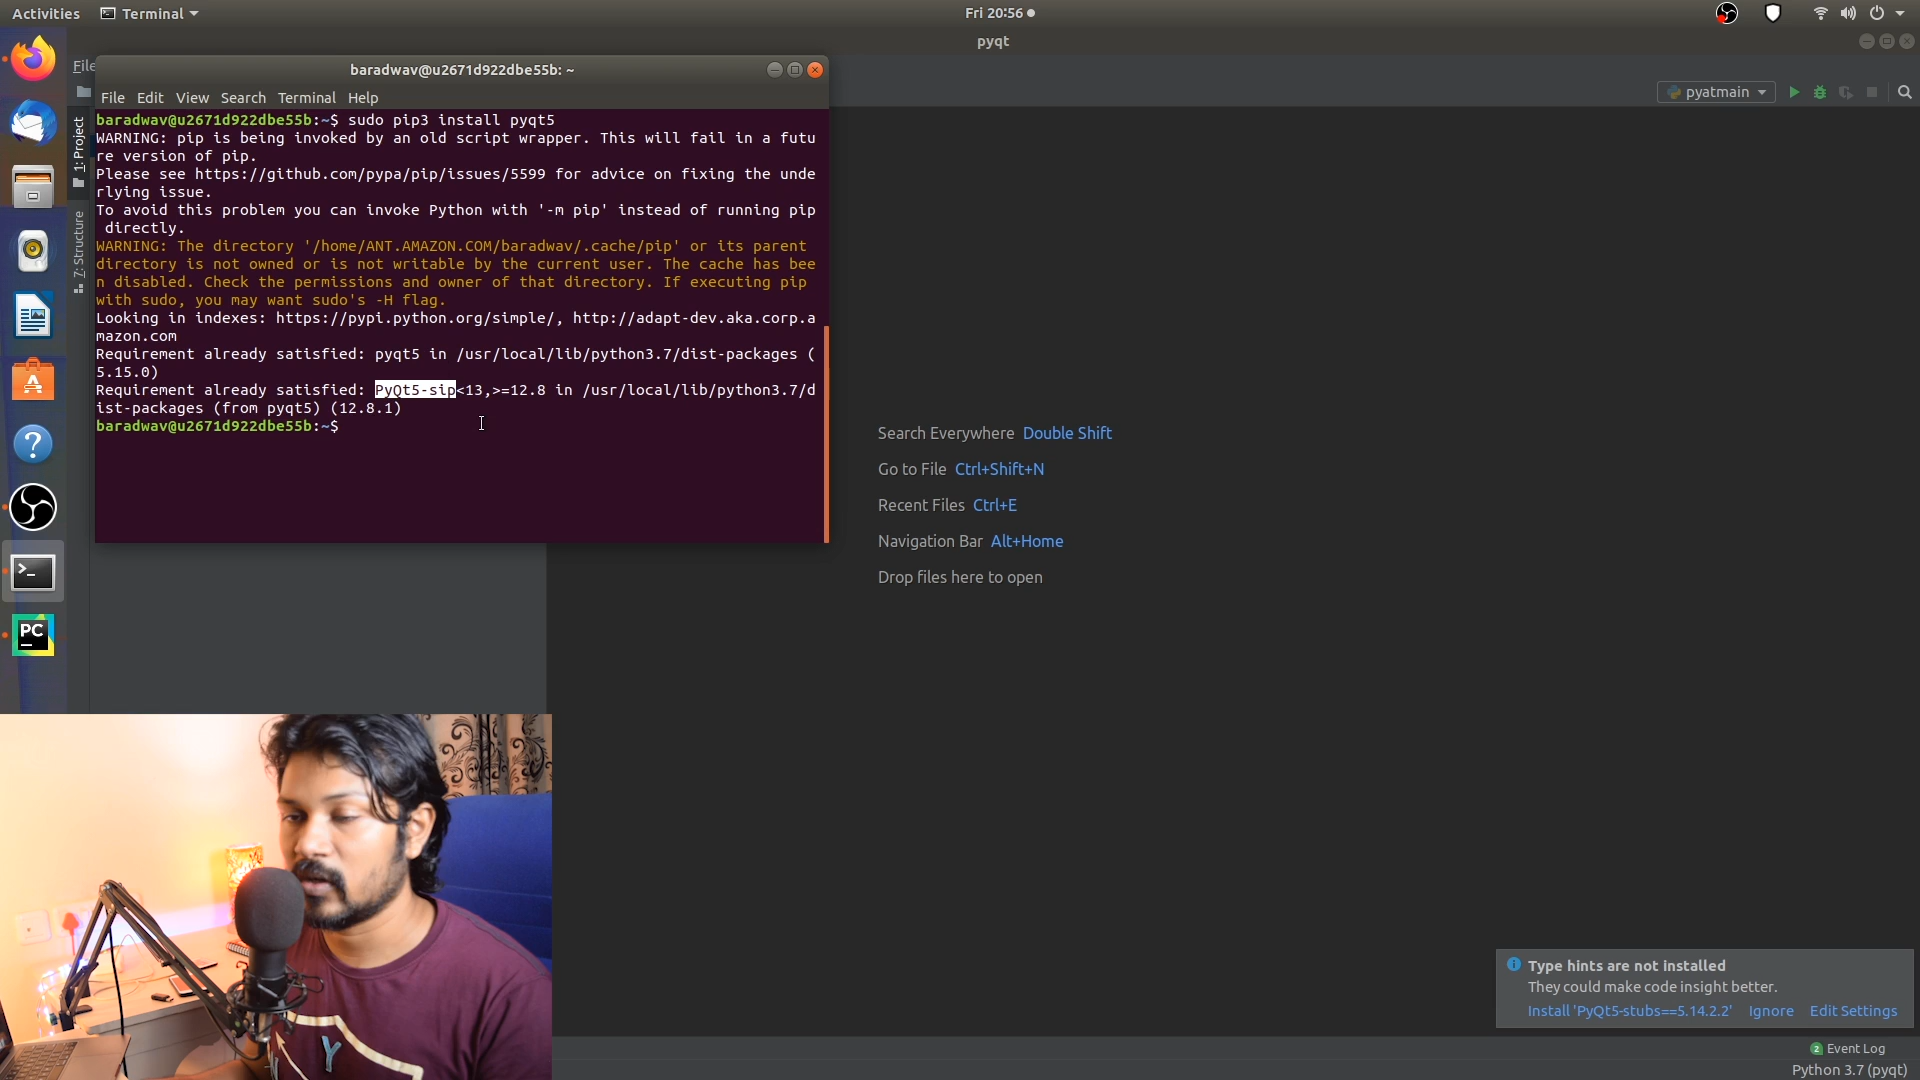 Activities
Terminal
Fri 20:56
pyqt
baradwav@u2671d922dbe55b: ~
File
File Edit View Search Terminal Help
pyatmain
baradwav@u2671d922dbe55b:~$ sudo pip3 install pyqt5
WARNING: pip is being invoked by an old script wrapper. This will fail in a futu
re version of pip.
Please see https://github.com/pypa/pip/issues/5599 for advice on fixing the unde
rlying issue.
To avoid this problem you can invoke Python with '-m pip' instead of running pip
directly.
WARNING: The directory '/home/ANT.AMAZON.COM/baradwav/.cache/pip' or its parent
directory is not owned or is not writable by the current user. The cache has bee
n disabled. Check the permissions and owner of that directory. If executing pip
with sudo, you may want sudo's -H flag.
Looking in indexes: https://pypi.python.org/simple/, http://adapt-dev.aka.corp.a
mazon.com
Requirement already satisfied: pyqt5 in /usr/local/lib/python3.7/dist-packages (
5.15.0)
Requirement already satisfied: PyQt5-sip<13,>=12.8 in /usr/local/lib/python3.7/d
ist-packages (from pyqt5) (12.8.1)
baradwav@u2671d922dbe55b:~$
1: Project
7: Structure
Search Everywhere Double Shift
Go to File Ctrl+Shift+N
Recent Files Ctrl+E
Navigation Bar Alt+Home
Drop files here to open
PC
Y
Type hints are not installed
They could make code insight better.
Install 'PyQt5-stubs==5.14.2.2' Ignore Edit Settings
2 Event Log
Python 3.7 (pyqt)